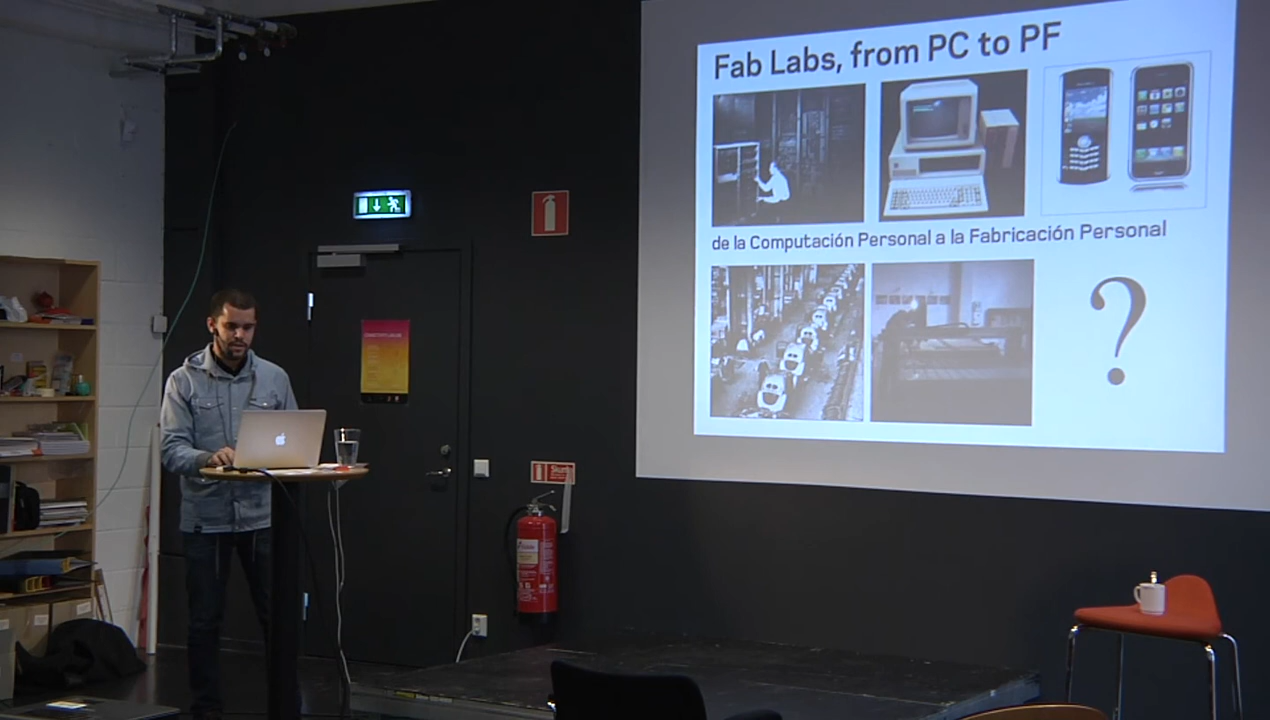 Fab Labs, from PC to PF
de la Computación Personal a la Fabricación Personal
?